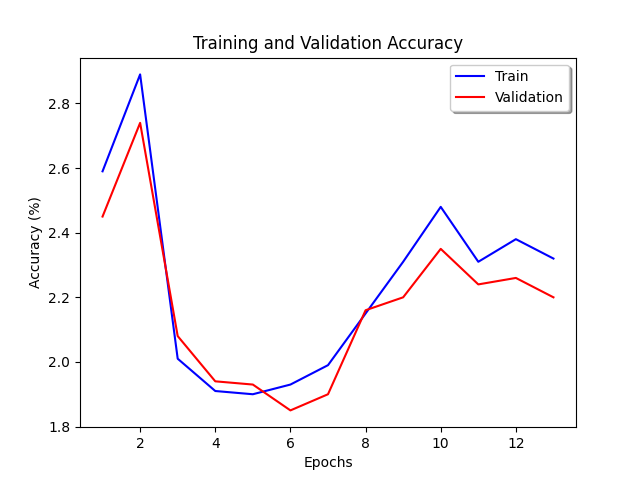 Training and Validation Accuracy
Train
Validation
2.8
2.6
2.4
2.2
2.0
1.8
Accuracy (%)
2 4 6 8 10 12
Epochs